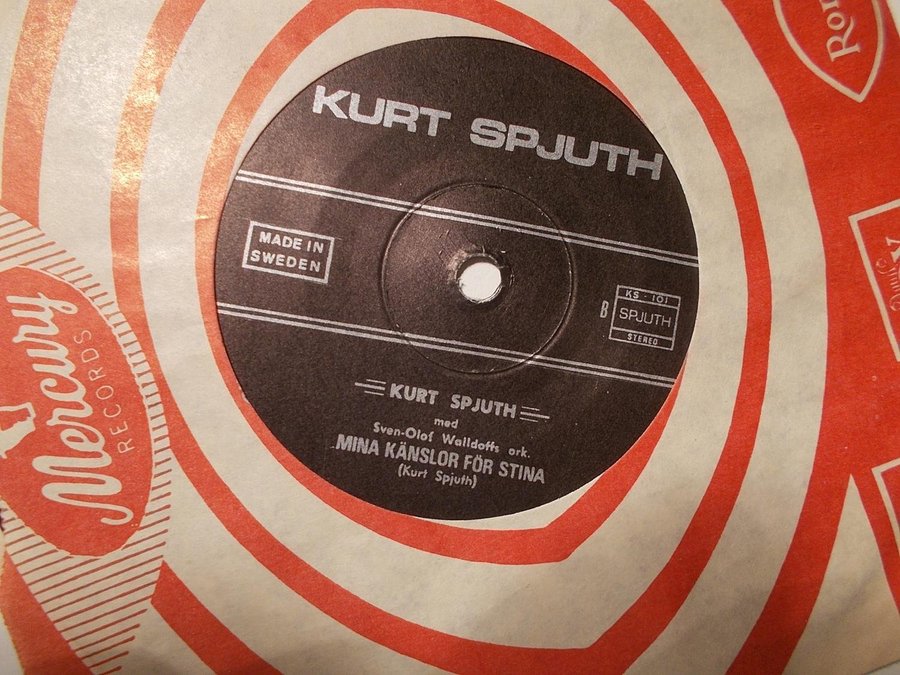 KURT SPJUTH
MADE IN
SWEDEN
KS - 101
B
SPJUTH
STEREO
KURT SPJUTH
med
Sven-Olof Walldoffs ork.
MINA KÄNSLOR FÖR STINA
(Kurt Spjuth)
Mercury
RECORDS